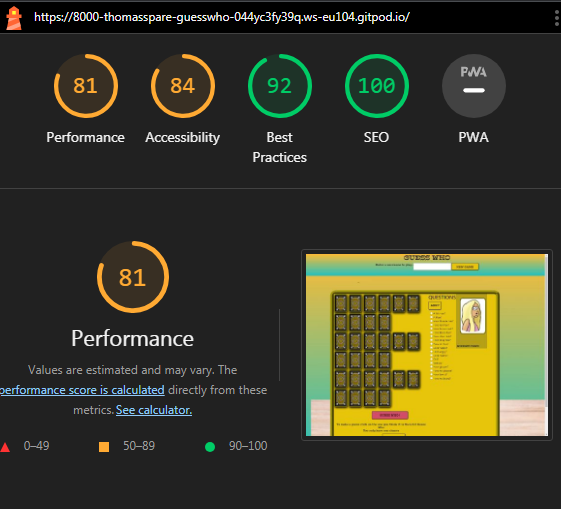 https://8000-thomasspare-guesswho-044yc3fy39q.ws-eu104.gitpod.io/
81
84
92
100
PWA
Performance
Accessibility
Best
Practices
SEO
PWA
81
Performance
Values are estimated and may vary. The
performance score is calculated directly from these
metrics. See calculator.
0–49
50–89
90–100
GUESS WHO
QUESTIONS